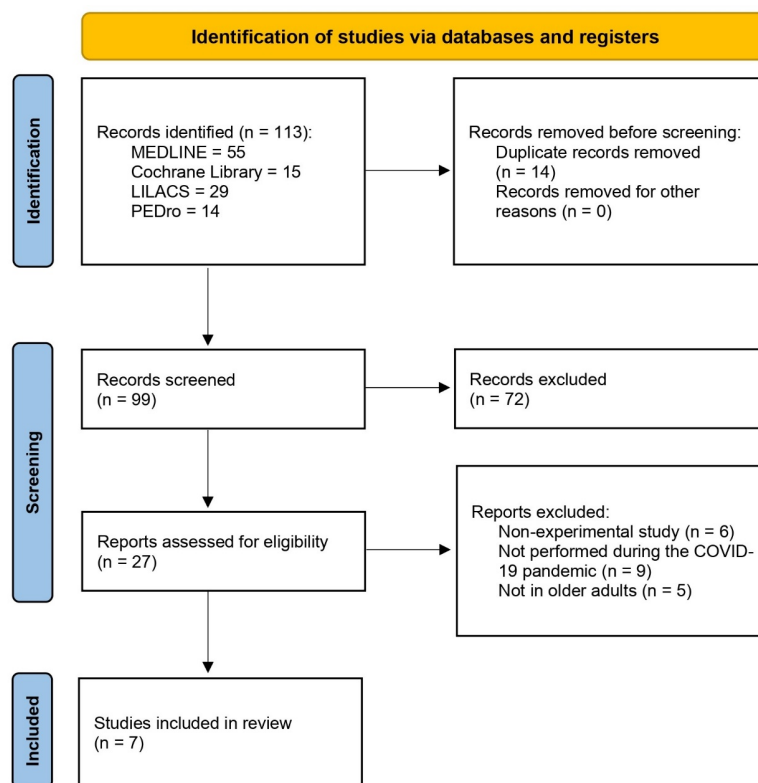 Identification of studies via databases and registers
Identification
Records identified (n = 113):
MEDLINE = 55
Cochrane Library = 15
LILACS = 29
PEDro = 14
Records removed before screening:
Duplicate records removed
(n = 14)
Records removed for other
reasons (n = 0)
Screening
Records screened
(n = 99)
Records excluded
(n = 72)
Reports assessed for eligibility
(n = 27)
Reports excluded:
Non-experimental study (n = 6)
Not performed during the COVID-
19 pandemic (n = 9)
Not in older adults (n = 5)
Included
Studies included in review
(n = 7)